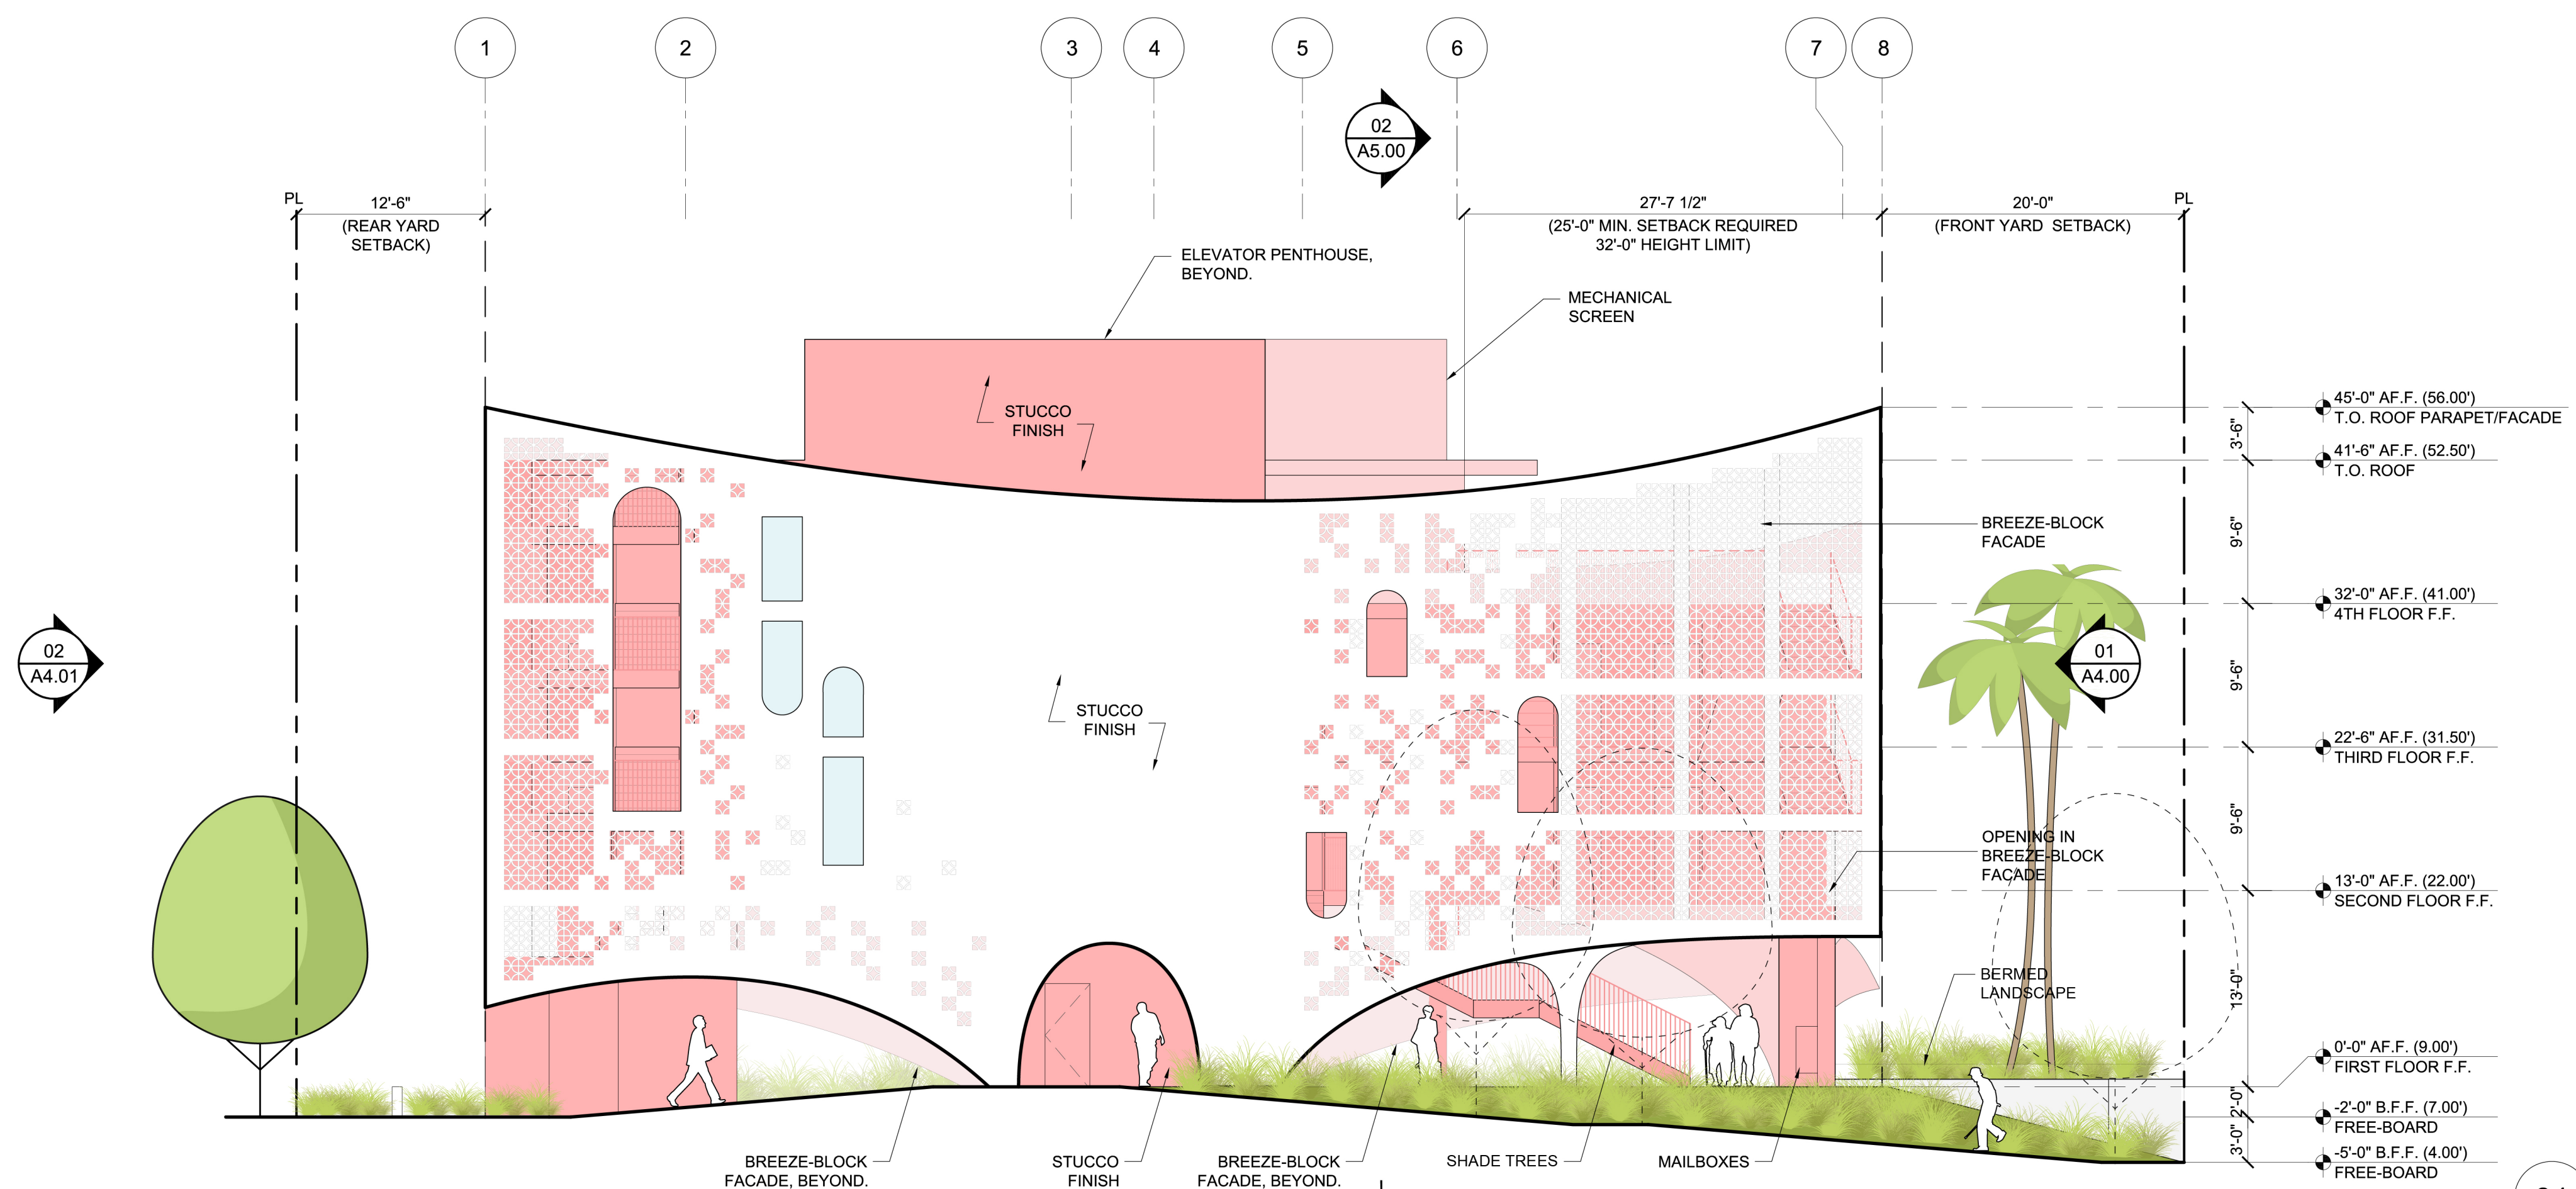 1
2
3
4
5
6
7
8
02
A5.00
PL
12'-6"
(REAR YARD
SETBACK)
27'-7 1/2"
(25'-0" MIN. SETBACK REQUIRED
32'-0" HEIGHT LIMIT)
20'-0"
(FRONT YARD  SETBACK)
PL
ELEVATOR PENTHOUSE,
BEYOND.
MECHANICAL
SCREEN
STUCCO
FINISH
45'-0" AF.F. (56.00')
T.O. ROOF PARAPET/FACADE
3'-6"
41'-6" AF.F. (52.50')
T.O. ROOF
BREEZE-BLOCK
FACADE
9'-6"
32'-0" AF.F. (41.00')
4TH FLOOR F.F.
02
A4.01
01
A4.00
9'-6"
STUCCO
FINISH
22'-6" AF.F. (31.50')
THIRD FLOOR F.F.
9'-6"
OPENING IN
BREEZE-BLOCK
FACADE
13'-0" AF.F. (22.00')
SECOND FLOOR F.F.
BERMED
LANDSCAPE
13'-0"
0'-0" AF.F. (9.00')
FIRST FLOOR F.F.
2'-0"
-2'-0" B.F.F. (7.00')
FREE-BOARD
3'-0"
-5'-0" B.F.F. (4.00')
FREE-BOARD
BREEZE-BLOCK
FACADE, BEYOND.
STUCCO
FINISH
BREEZE-BLOCK
FACADE, BEYOND.
SHADE TREES
MAILBOXES